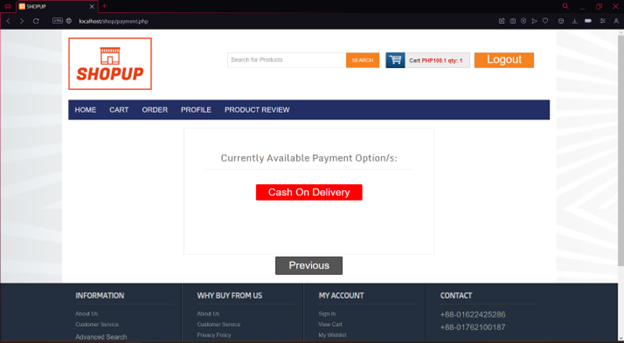 SHOPUP
localhost/shop/payment.php
SHOPUP
Search for Products
SEARCH
Cart PHP100.1 qty: 1
Logout
HOME CART ORDER PROFILE PRODUCT REVIEW
Currently Available Payment Option/s:
Cash On Delivery
Previous
INFORMATION WHY BUY FROM US MY ACCOUNT CONTACT
About Us About Us Sign In +88-01622425286
Customer Service Customer Service View Cart +88-01762100187
Advanced Search Privacy Policy My Wishlist